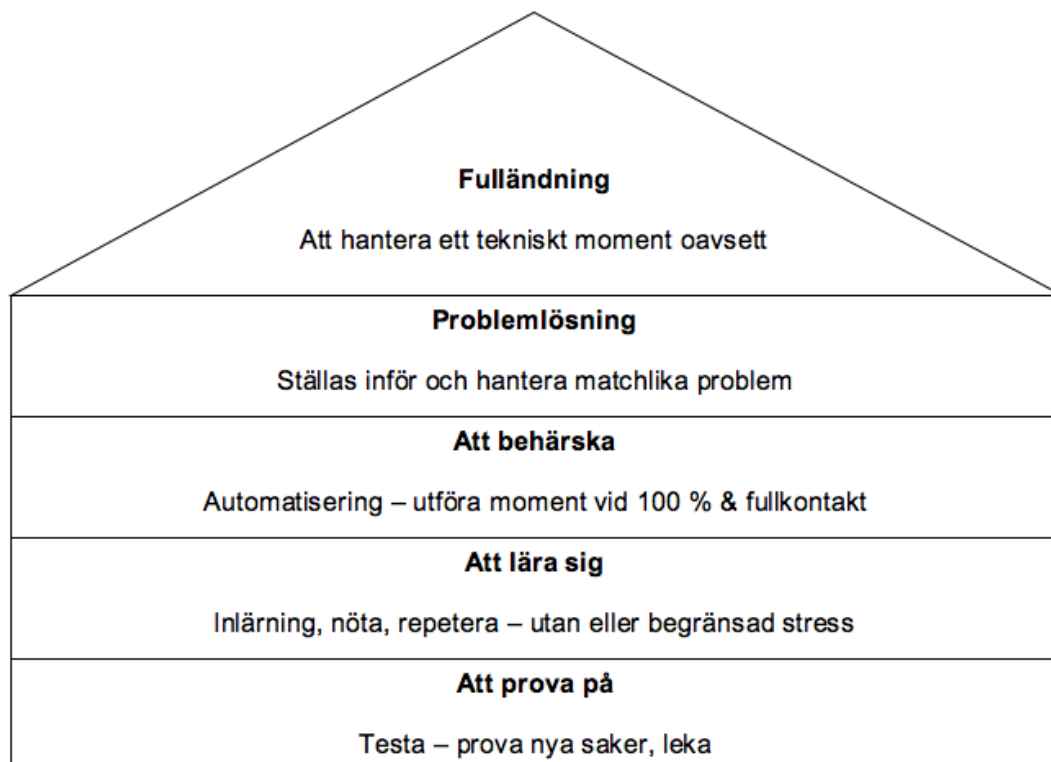 Fulländning
Att hantera ett tekniskt moment oavsett
Problemlösning
Ställas inför och hantera matchlika problem
Att behärska
Automatisering – utföra moment vid 100 % & fullkontakt
Att lära sig
Inlärning, nöta, repetera – utan eller begränsad stress
Att prova på
Testa – prova nya saker, leka